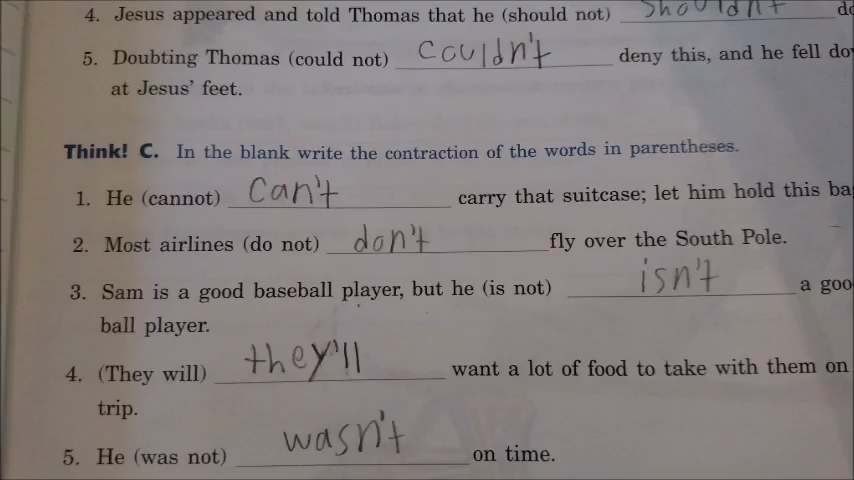 4. Jesus appeared and told Thomas that he (should not) shouldn't
5. Doubting Thomas (could not) couldn't deny this, and he fell
at Jesus' feet.
Think! C. In the blank write the contraction of the words in parentheses.
1. He (cannot) can't carry that suitcase; let him hold this
2. Most airlines (do not) don't fly over the South Pole.
3. Sam is a good baseball player, but he (is not) isn't a
ball player.
4. (They will) they'll want a lot of food to take with them on
trip.
5. He (was not) wasn't on time.